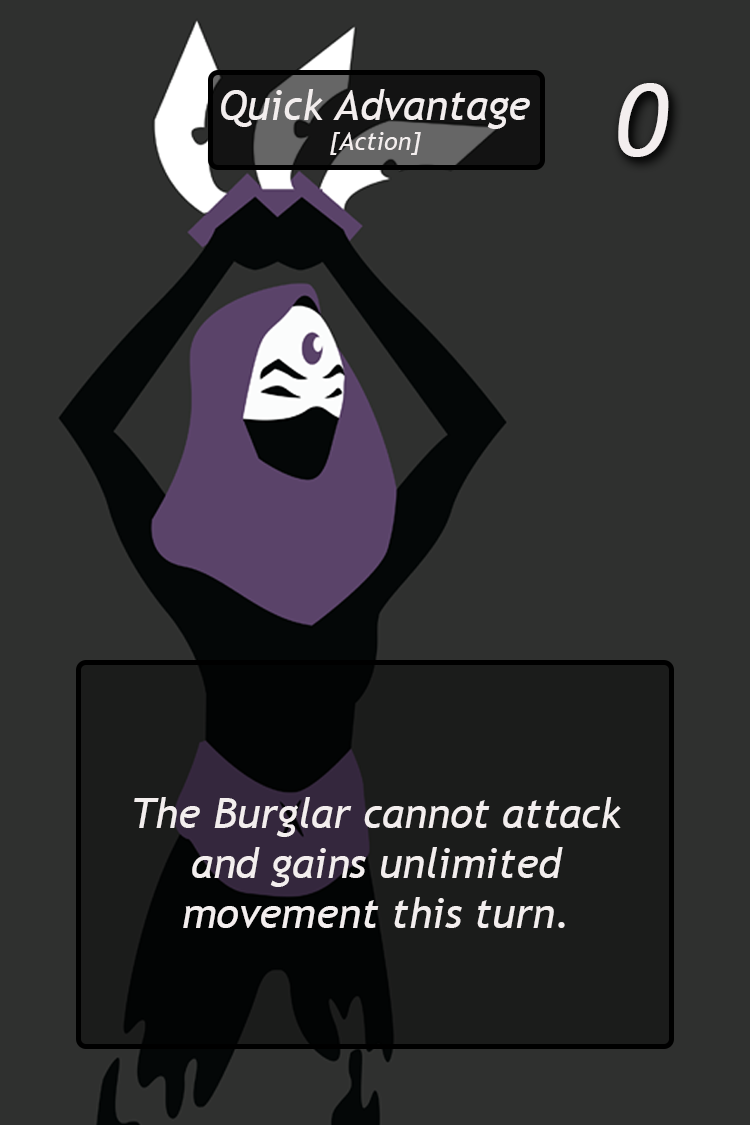 Quick Advantage
[Action]
0
The Burglar cannot attack
and gains unlimited
movement this turn.